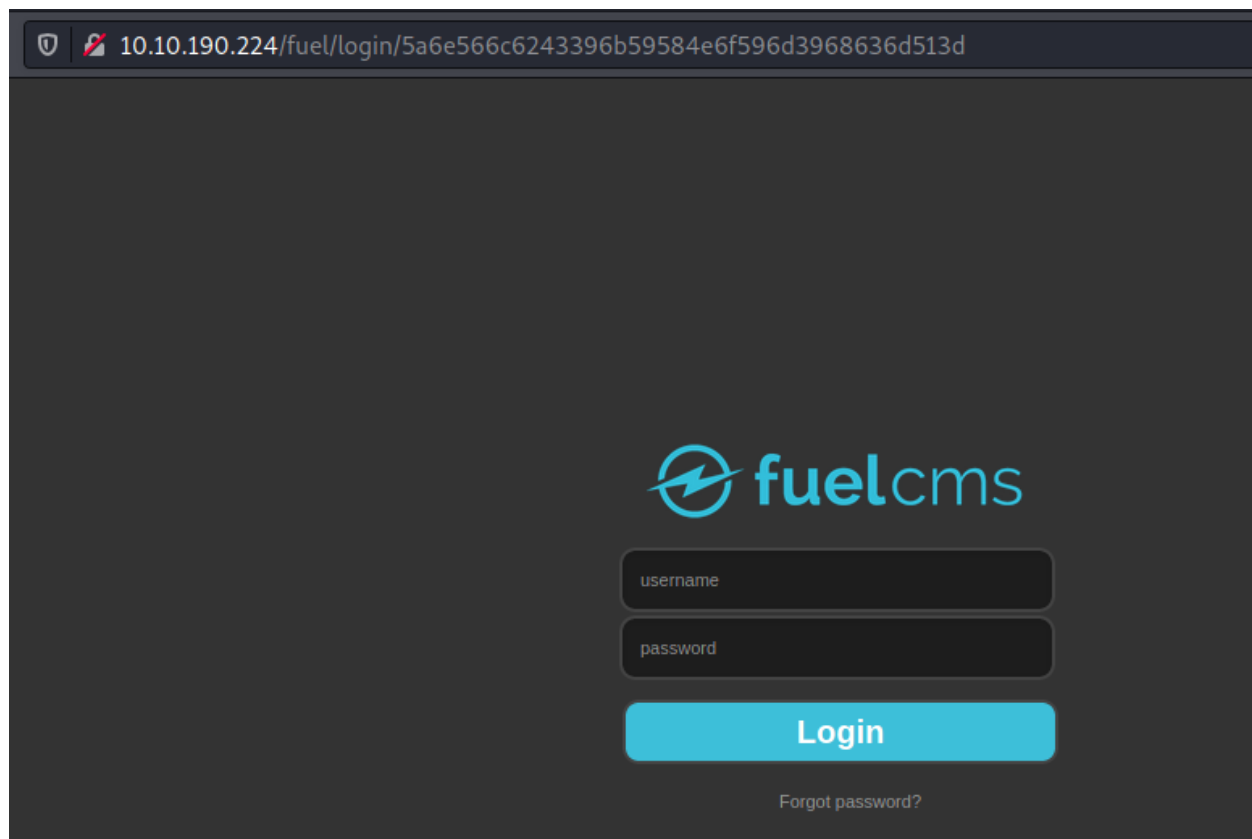 10.10.190.224/fuel/login/5a6e566c6243396b59584e6f596d3968636d513d
fuelcms
username
password
Login
Forgot password?